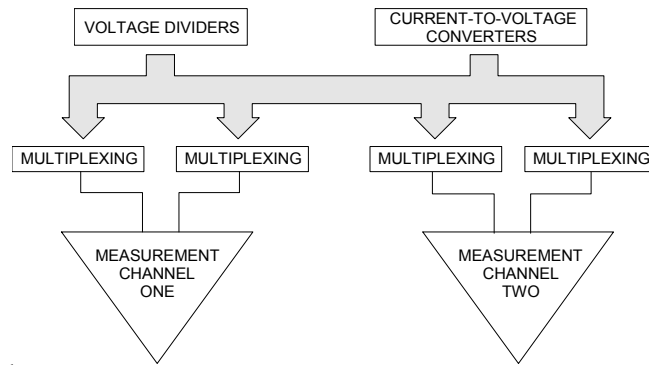 VOLTAGE DIVIDERS
CURRENT-TO-VOLTAGE
CONVERTERS
MULTIPLEXING
MULTIPLEXING
MULTIPLEXING
MULTIPLEXING
MEASUREMENT
CHANNEL
ONE
MEASUREMENT
CHANNEL
TWO